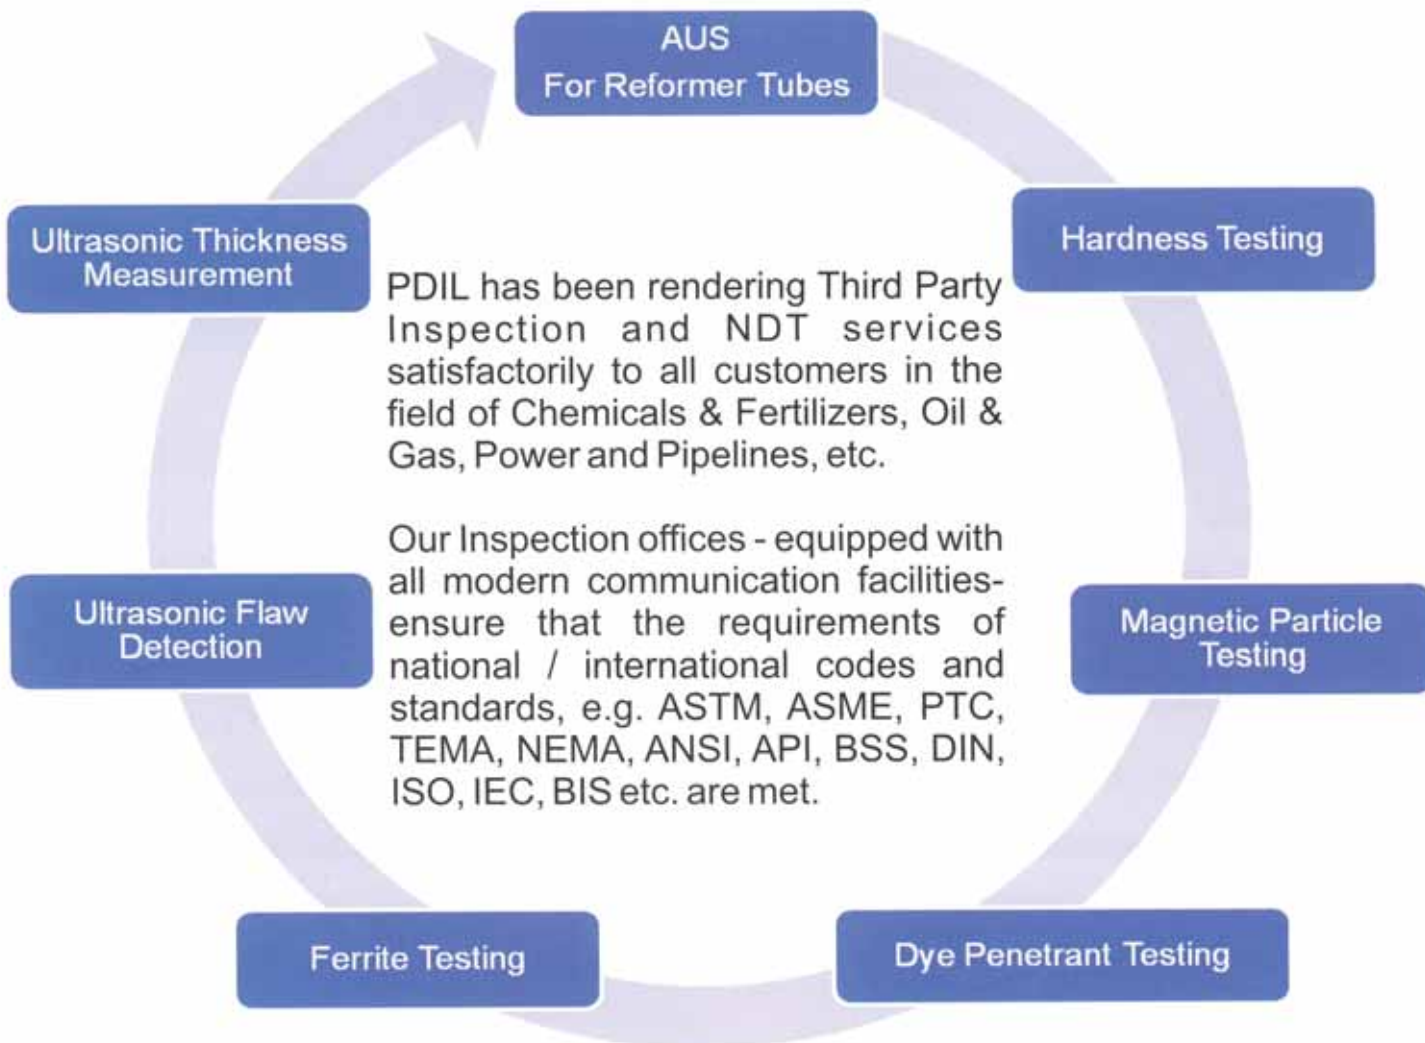 AUS
For Reformer Tubes
Hardness Testing
Magnetic Particle
Testing
Dye Penetrant Testing
Ferrite Testing
Ultrasonic Flaw
Detection
Ultrasonic Thickness
Measurement
PDIL has been rendering Third Party
Inspection and NDT services
satisfactorily to all customers in the
field of Chemicals & Fertilizers, Oil &
Gas, Power and Pipelines, etc.
Our Inspection offices - equipped with
all modern communication facilities-
ensure that the requirements of
national / international codes and
standards, e.g. ASTM, ASME, PTC,
TEMA, NEMA, ANSI, API, BSS, DIN,
ISO, IEC, BIS etc. are met.